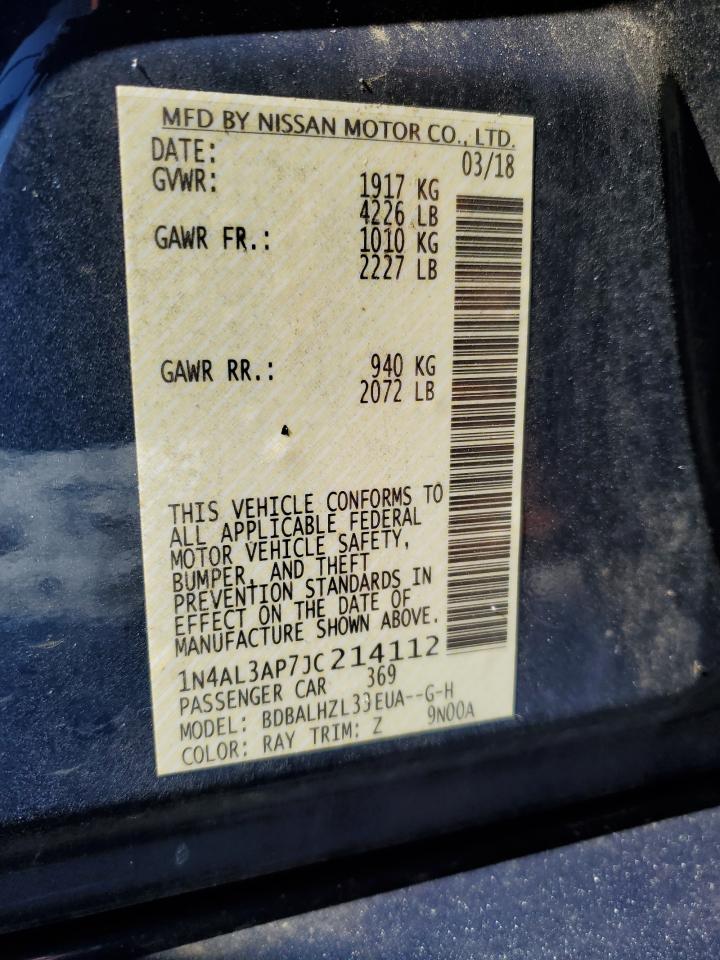 MFD BY NISSAN MOTOR CO., LTD.
DATE: 03/18
GVWR: 1917 KG
4226 LB
GAWR FR.: 1010 KG
2227 LB
GAWR RR.: 940 KG
2072 LB
THIS VEHICLE CONFORMS TO
ALL APPLICABLE FEDERAL
MOTOR VEHICLE SAFETY,
BUMPER, AND THEFT
PREVENTION STANDARDS IN
EFFECT ON THE DATE OF
MANUFACTURE SHOWN ABOVE.
1N4AL3AP7JC214112
PASSENGER CAR 369
MODEL: BDBALHZL33EUA--G-H
COLOR: RAY TRIM: Z 9N00A